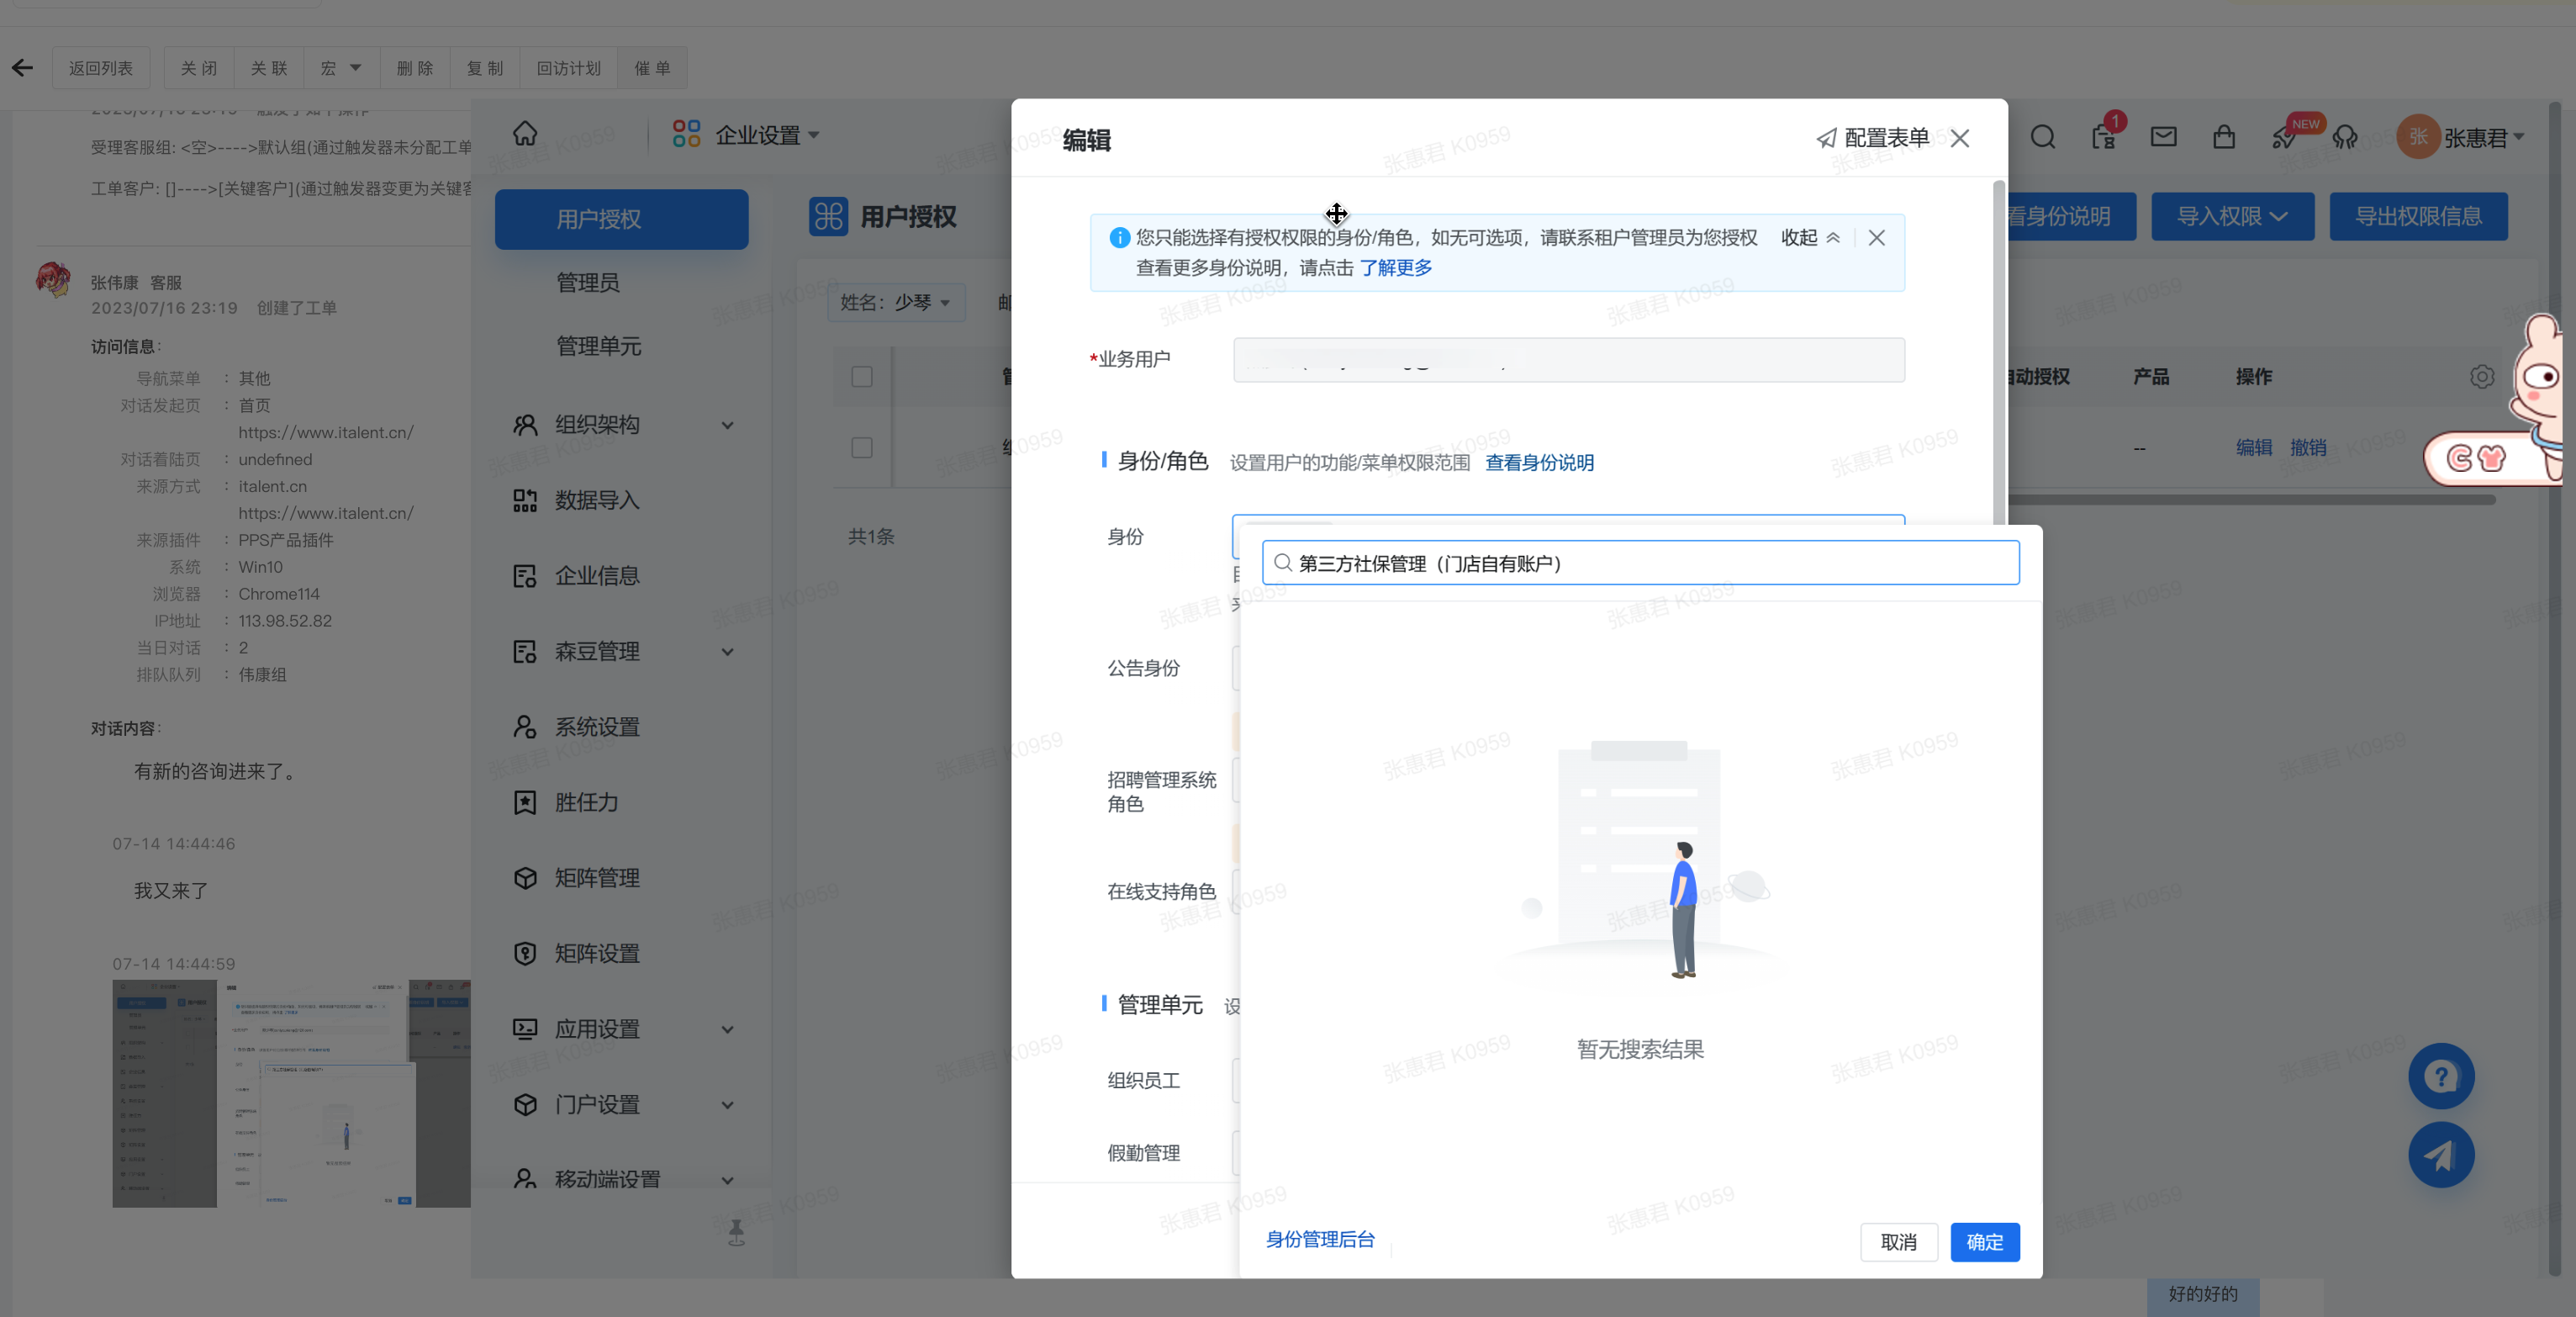 返回列表
关 闭
关 联
宏
删 除
复 制
回访计划
催 单
受理客服组: <空>---->默认组(通过触发器未分配工单
工单客户: []---->[关键客户](通过触发器变更为关键客
张伟康 客服
2023/07/16 23:19 创建了工单
访问信息:
导航菜单 : 其他
对话发起页 : 首页
https://www.italent.cn/
对话着陆页 : undefined
来源方式 : italent.cn
https://www.italent.cn/
来源插件 : PPS产品插件
系统 : Win10
浏览器 : Chrome114
IP地址 : 113.98.52.82
当日对话 : 2
排队队列 : 伟康组
对话内容:
有新的咨询进来了。
07-14 14:44:46
我又来了
07-14 14:44:59
企业设置
用户授权
管理员
管理单元
组织架构
数据导入
企业信息
森豆管理
系统设置
胜任力
矩阵管理
矩阵设置
应用设置
门户设置
移动端设置
用户授权
姓名: 少琴
共1条
编辑
配置表单
您只能选择有授权权限的身份/角色，如无可选项，请联系租户管理员为您授权 收起
查看更多身份说明，请点击 了解更多
*业务用户
身份/角色 设置用户的功能/菜单权限范围 查看身份说明
身份
第三方社保管理（门店自有账户）
公告身份
招聘管理系统
角色
在线支持角色
管理单元 设
组织员工
假勤管理
暂无搜索结果
身份管理后台
取消
确定
1
NEW
张
张惠君
看身份说明
导入权限
导出权限信息
自动授权
产品
操作
--
编辑 撤销
好的好的
张惠君 K0959